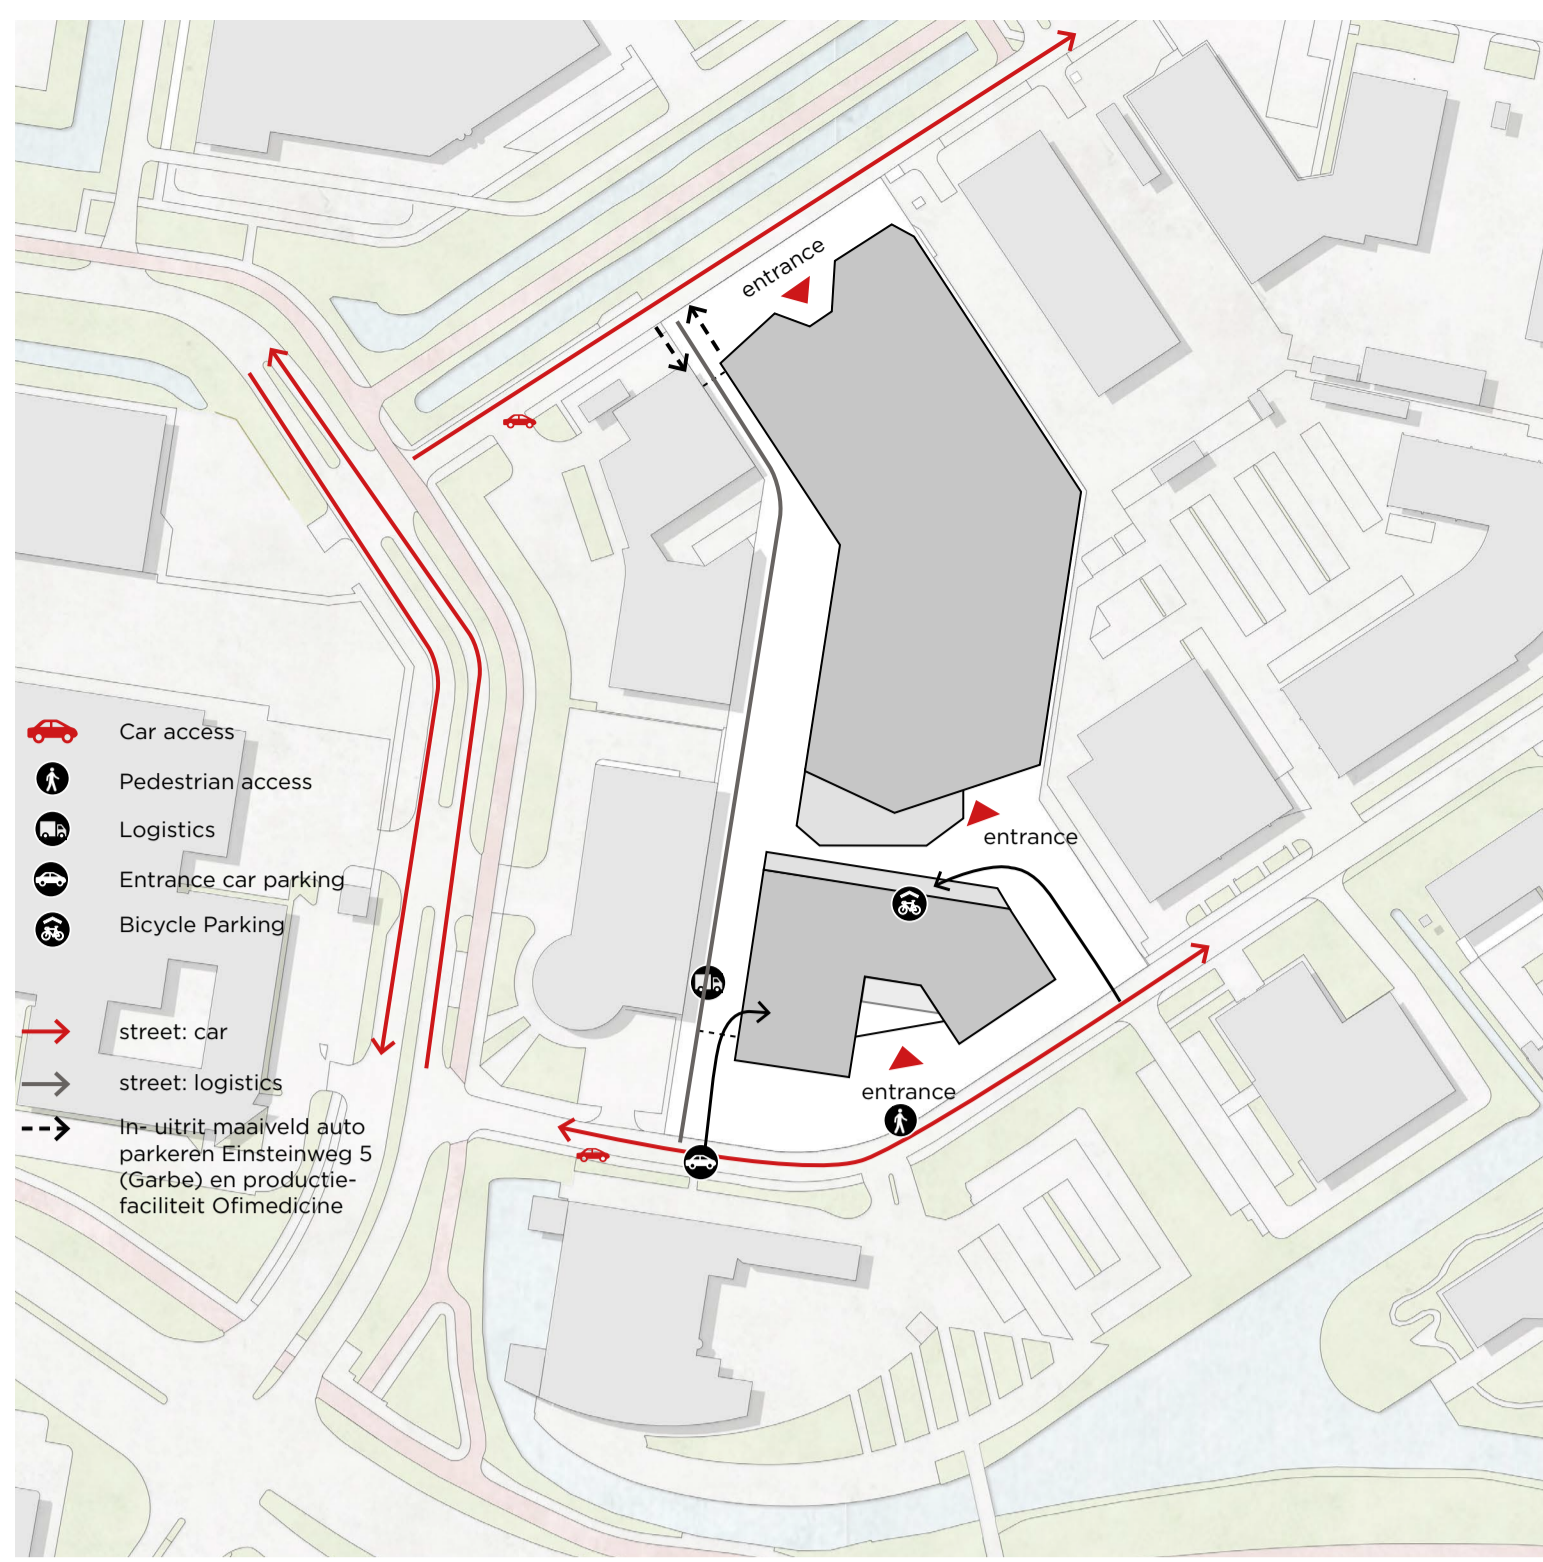 entrance
entrance
entrance
Car access
Pedestrian access
Logistics
Entrance car parking
Bicycle Parking
street: car
street: logistics
In- uitrit maaiveld auto
parkeren Einsteinweg 5
(Garbe) en productie-
faciliteit Ofimedicine